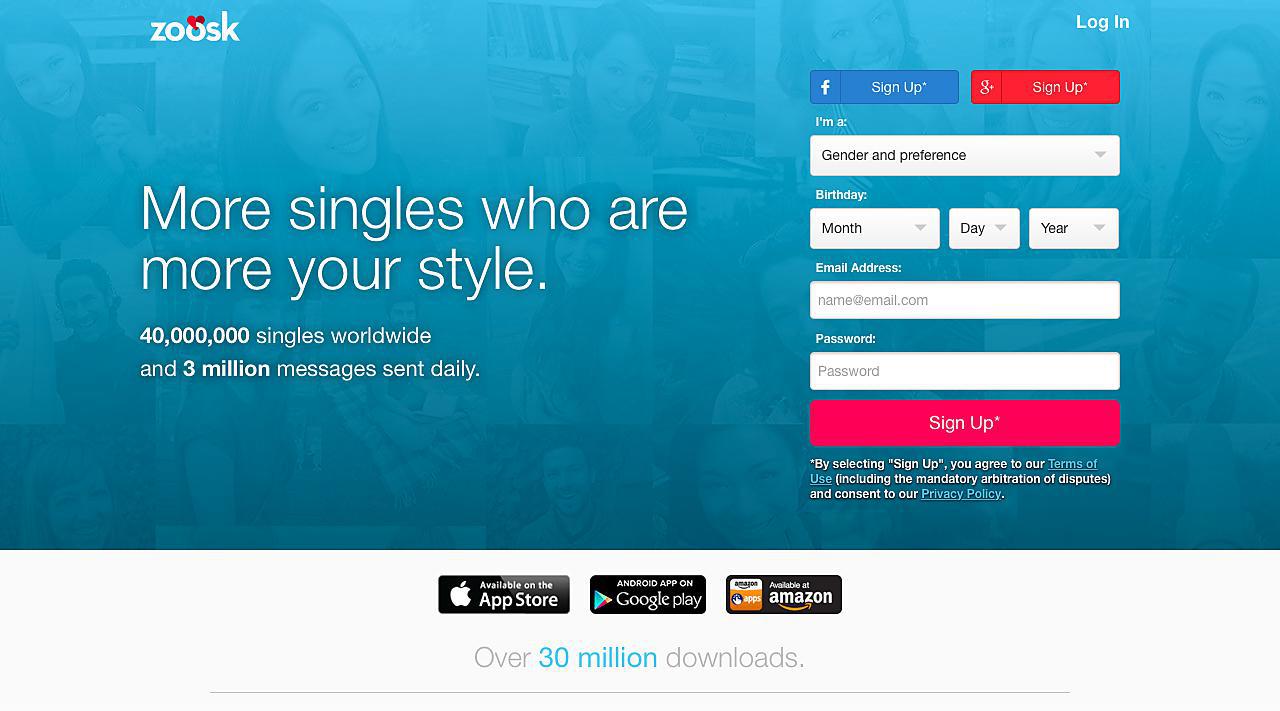 zoosk
Log In
f Sign Up*
g+ Sign Up*
I'm a:
Gender and preference
Birthday:
Month
Day
Year
Email Address:
name@email.com
Password:
Password
Sign Up*
*By selecting "Sign Up", you agree to our Terms of
Use (including the mandatory arbitration of disputes)
and consent to our Privacy Policy.
More singles who are
more your style.
40,000,000 singles worldwide
and 3 million messages sent daily.
Available on the
App Store
ANDROID APP ON
Google play
amazon
apps
Available at
amazon
Over 30 million downloads.